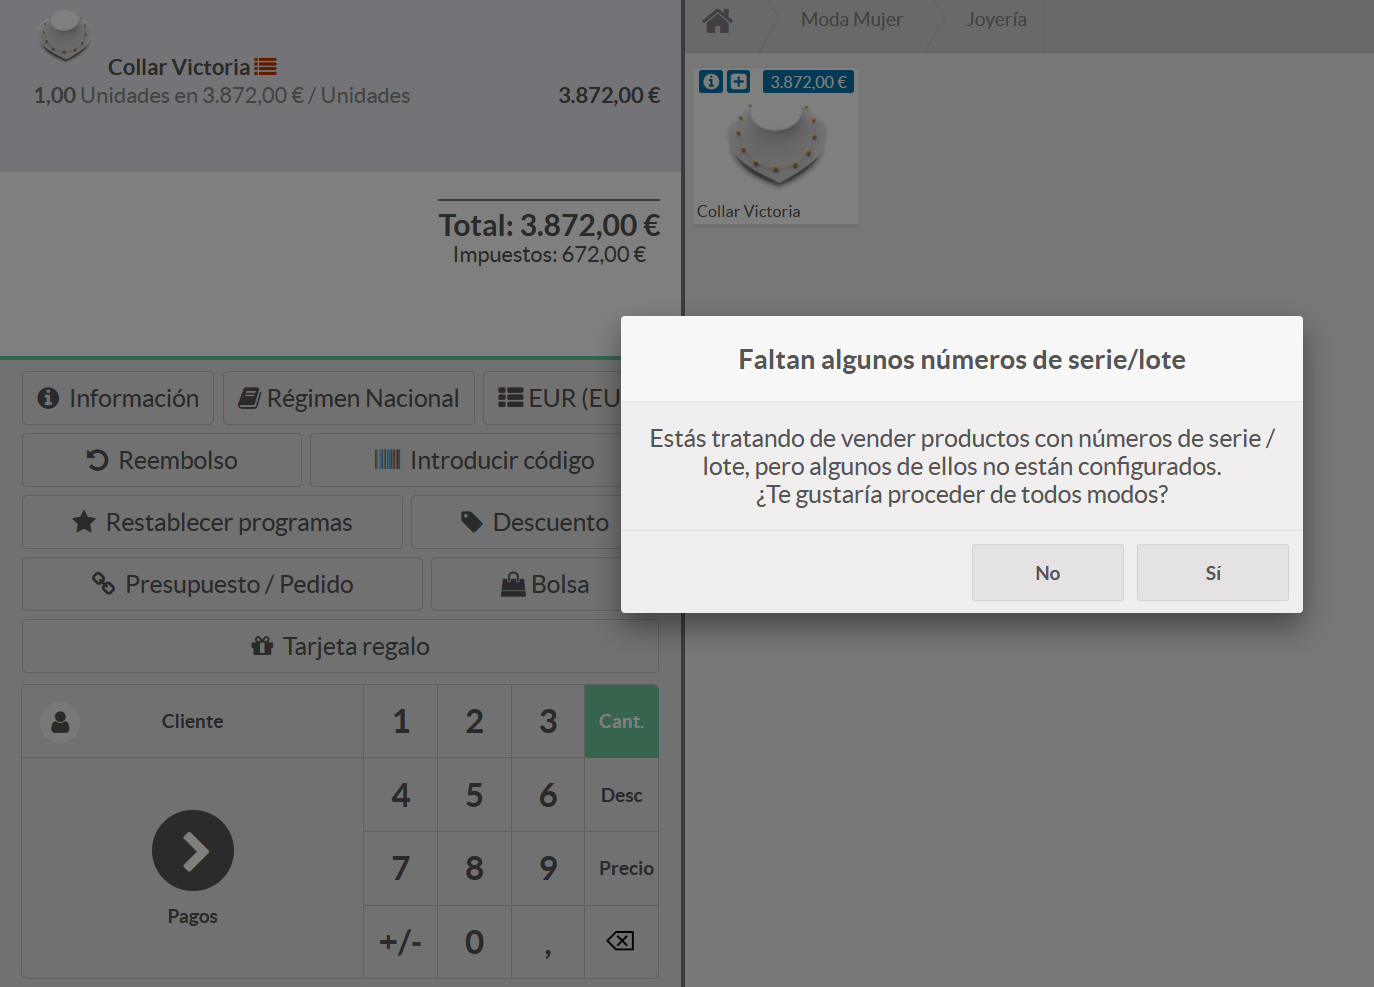 Collar Victoria
1,00 Unidades en 3.872,00 € / Unidades 3.872,00 €
Total: 3.872,00 €
Impuestos: 672,00 €
Información
Régimen Nacional
EUR (EU
Reembolso
Introducir código
Restablecer programas
Descuento
Presupuesto / Pedido
Bolsa
Tarjeta regalo
Cliente
1 2 3 Cant.
4 5 6 Desc
7 8 9 Precio
Pagos
+/- 0 ,
Moda Mujer
Joyería
3.872,00 €
Collar Victoria
Faltan algunos números de serie/lote
Estás tratando de vender productos con números de serie /
lote, pero algunos de ellos no están configurados.
¿Te gustaría proceder de todos modos?
No
Sí